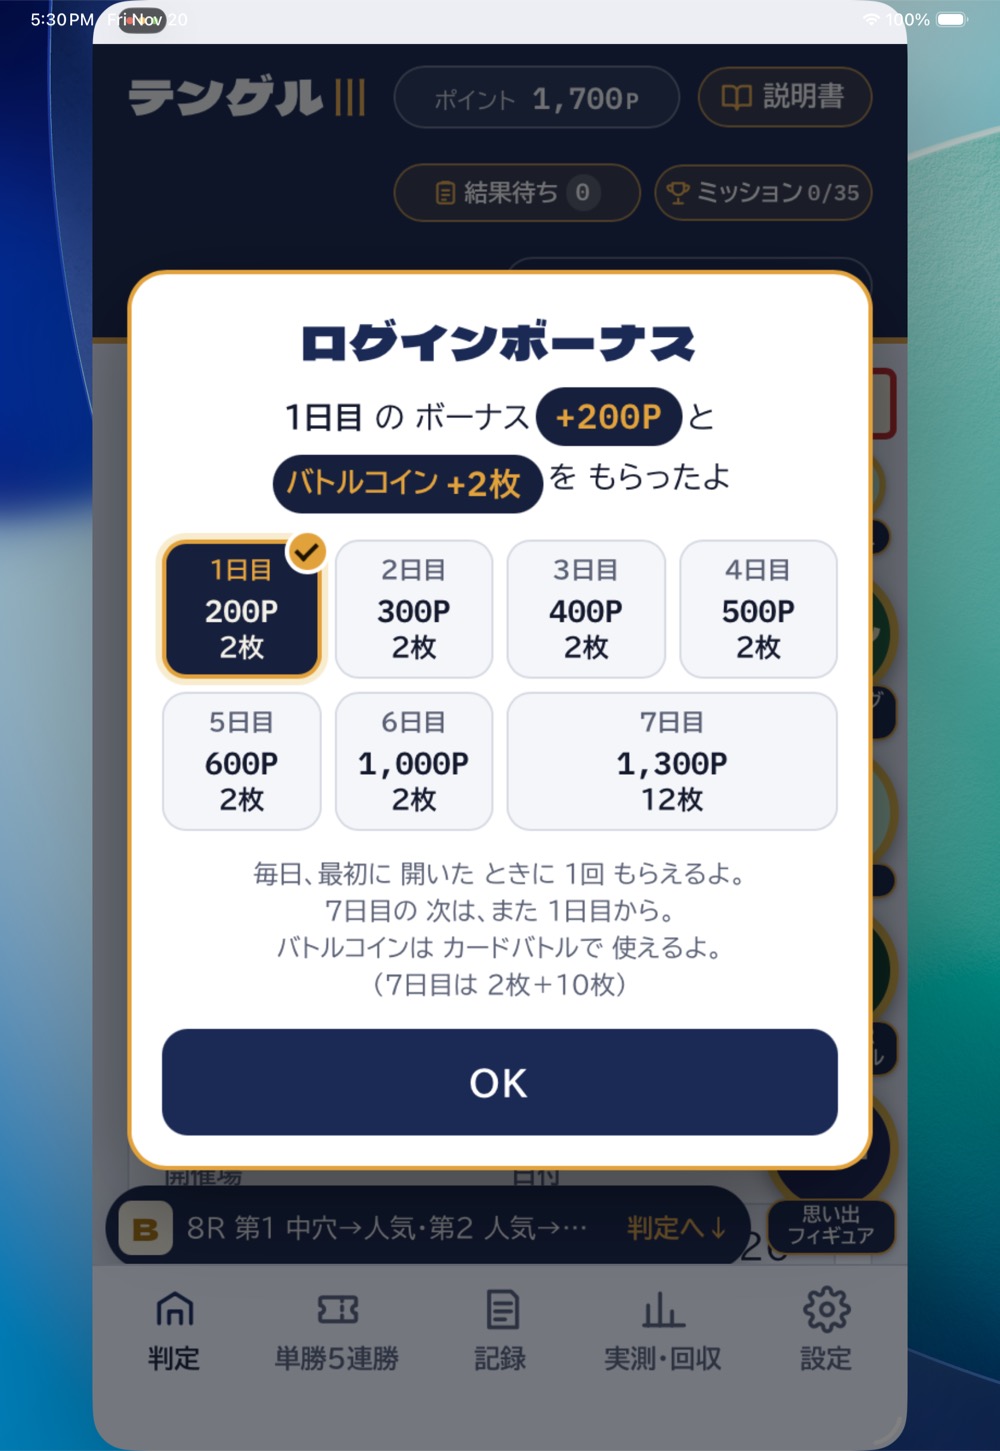 5:30 PM Fri Nov 20 100%
テンゲルIII ポイント 1,700P 説明書
結果待ち 0 ミッション 0/35
ログインボーナス
1日目 の ボーナス +200P と
バトルコイン +2枚 を もらったよ
1日目 2日目 3日目 4日目
200P 300P 400P 500P
2枚 2枚 2枚 2枚
5日目 6日目 7日目
600P 1,000P 1,300P
2枚 2枚 12枚
毎日、最初に 開いた ときに 1回 もらえるよ。
7日目の 次は、また 1日目から。
バトルコインは カードバトルで 使えるよ。
（7日目は 2枚＋10枚）
OK
開催場 日付
B 8R 第1 中穴→人気・第2 人気→… 判定へ↓
思い出
フィギュア
判定 単勝5連勝 記録 実測・回収 設定